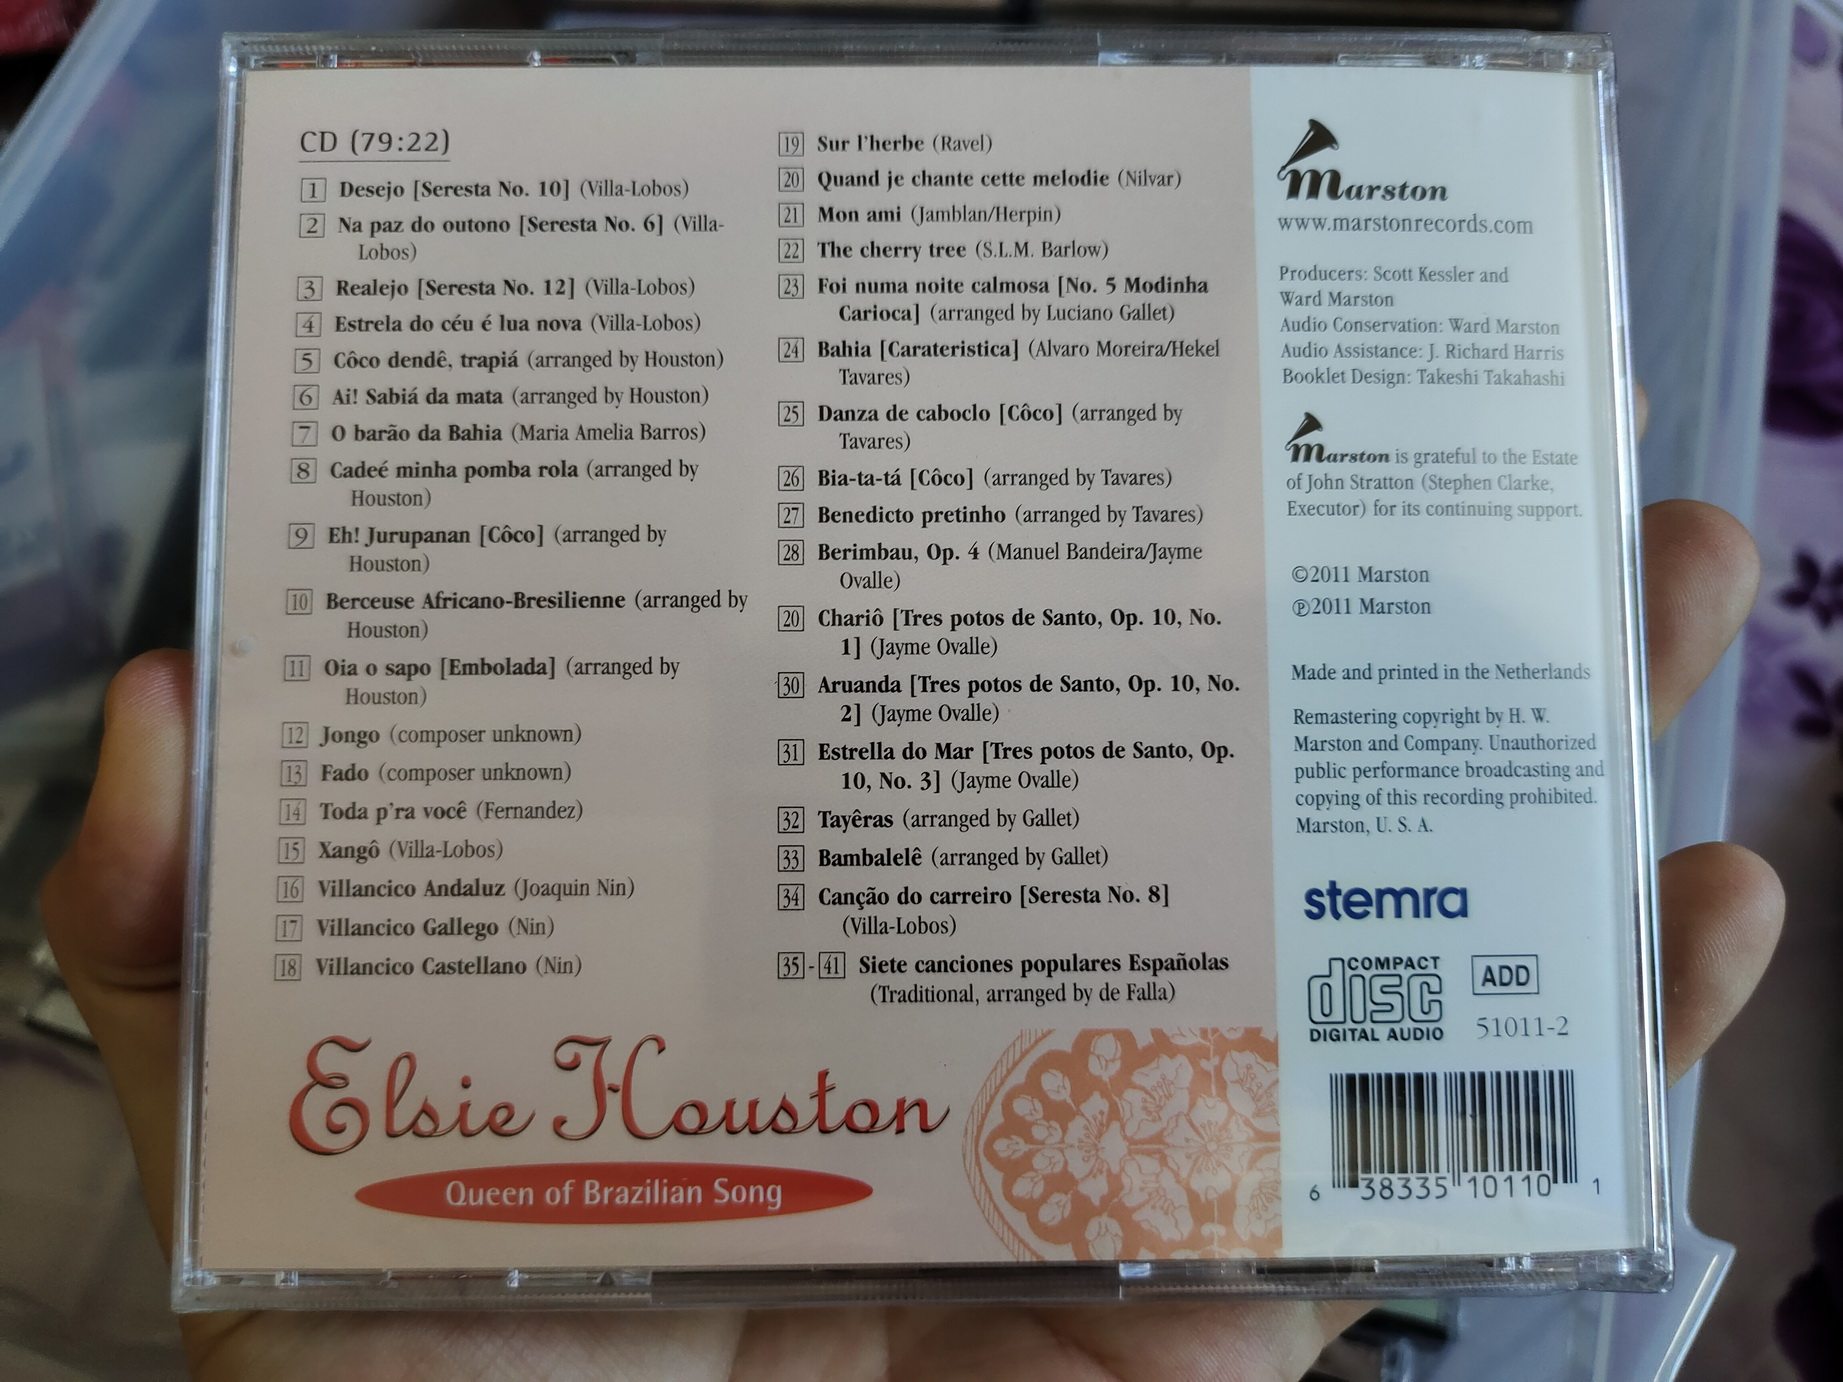 CD (79:22)
1 Desejo [Seresta No. 10] (Villa-Lobos)
2 Na paz do outono [Seresta No. 6] (Villa-
Lobos)
3 Realejo [Seresta No. 12] (Villa-Lobos)
4 Estrela do céu é lua nova (Villa-Lobos)
5 Côco dendê, trapiá (arranged by Houston)
6 Ai! Sabiá da mata (arranged by Houston)
7 O barão da Bahia (Maria Amelia Barros)
8 Cadeé minha pomba rola (arranged by
Houston)
9 Eh! Jurupanan [Côco] (arranged by
Houston)
10 Berceuse Africano-Bresilienne (arranged by
Houston)
11 Oia o sapo [Embolada] (arranged by
Houston)
12 Jongo (composer unknown)
13 Fado (composer unknown)
14 Toda p'ra você (Fernandez)
15 Xangô (Villa-Lobos)
16 Villancico Andaluz (Joaquin Nin)
17 Villancico Gallego (Nin)
18 Villancico Castellano (Nin)
19 Sur l'herbe (Ravel)
20 Quand je chante cette melodie (Nilvar)
21 Mon ami (Jamblan/Herpin)
22 The cherry tree (S.L.M. Barlow)
23 Foi numa noite calmosa [No. 5 Modinha
Carioca] (arranged by Luciano Gallet)
24 Bahia [Carateristica] (Alvaro Moreira/Hekel
Tavares)
25 Danza de caboclo [Côco] (arranged by
Tavares)
26 Bia-ta-tá [Côco] (arranged by Tavares)
27 Benedicto pretinho (arranged by Tavares)
28 Berimbau, Op. 4 (Manuel Bandeira/Jayme
Ovalle)
20 Chariô [Tres potos de Santo, Op. 10, No.
1] (Jayme Ovalle)
30 Aruanda [Tres potos de Santo, Op. 10, No.
2] (Jayme Ovalle)
31 Estrella do Mar [Tres potos de Santo, Op.
10, No. 3] (Jayme Ovalle)
32 Tayêras (arranged by Gallet)
33 Bambalelê (arranged by Gallet)
34 Canção do carreiro [Seresta No. 8]
(Villa-Lobos)
35 - 41 Siete canciones populares Españolas
(Traditional, arranged by de Falla)
Elsie Houston
Queen of Brazilian Song
Marston
www.marstonrecords.com
Producers: Scott Kessler and
Ward Marston
Audio Conservation: Ward Marston
Audio Assistance: J. Richard Harris
Booklet Design: Takeshi Takahashi
Marston is grateful to the Estate
of John Stratton (Stephen Clarke,
Executor) for its continuing support.
©2011 Marston
℗2011 Marston
Made and printed in the Netherlands
Remastering copyright by H. W.
Marston and Company. Unauthorized
public performance broadcasting and
copying of this recording prohibited.
Marston, U. S. A.
stemra
COMPACT
disc
DIGITAL AUDIO
ADD
51011-2
6 38335 10110 1